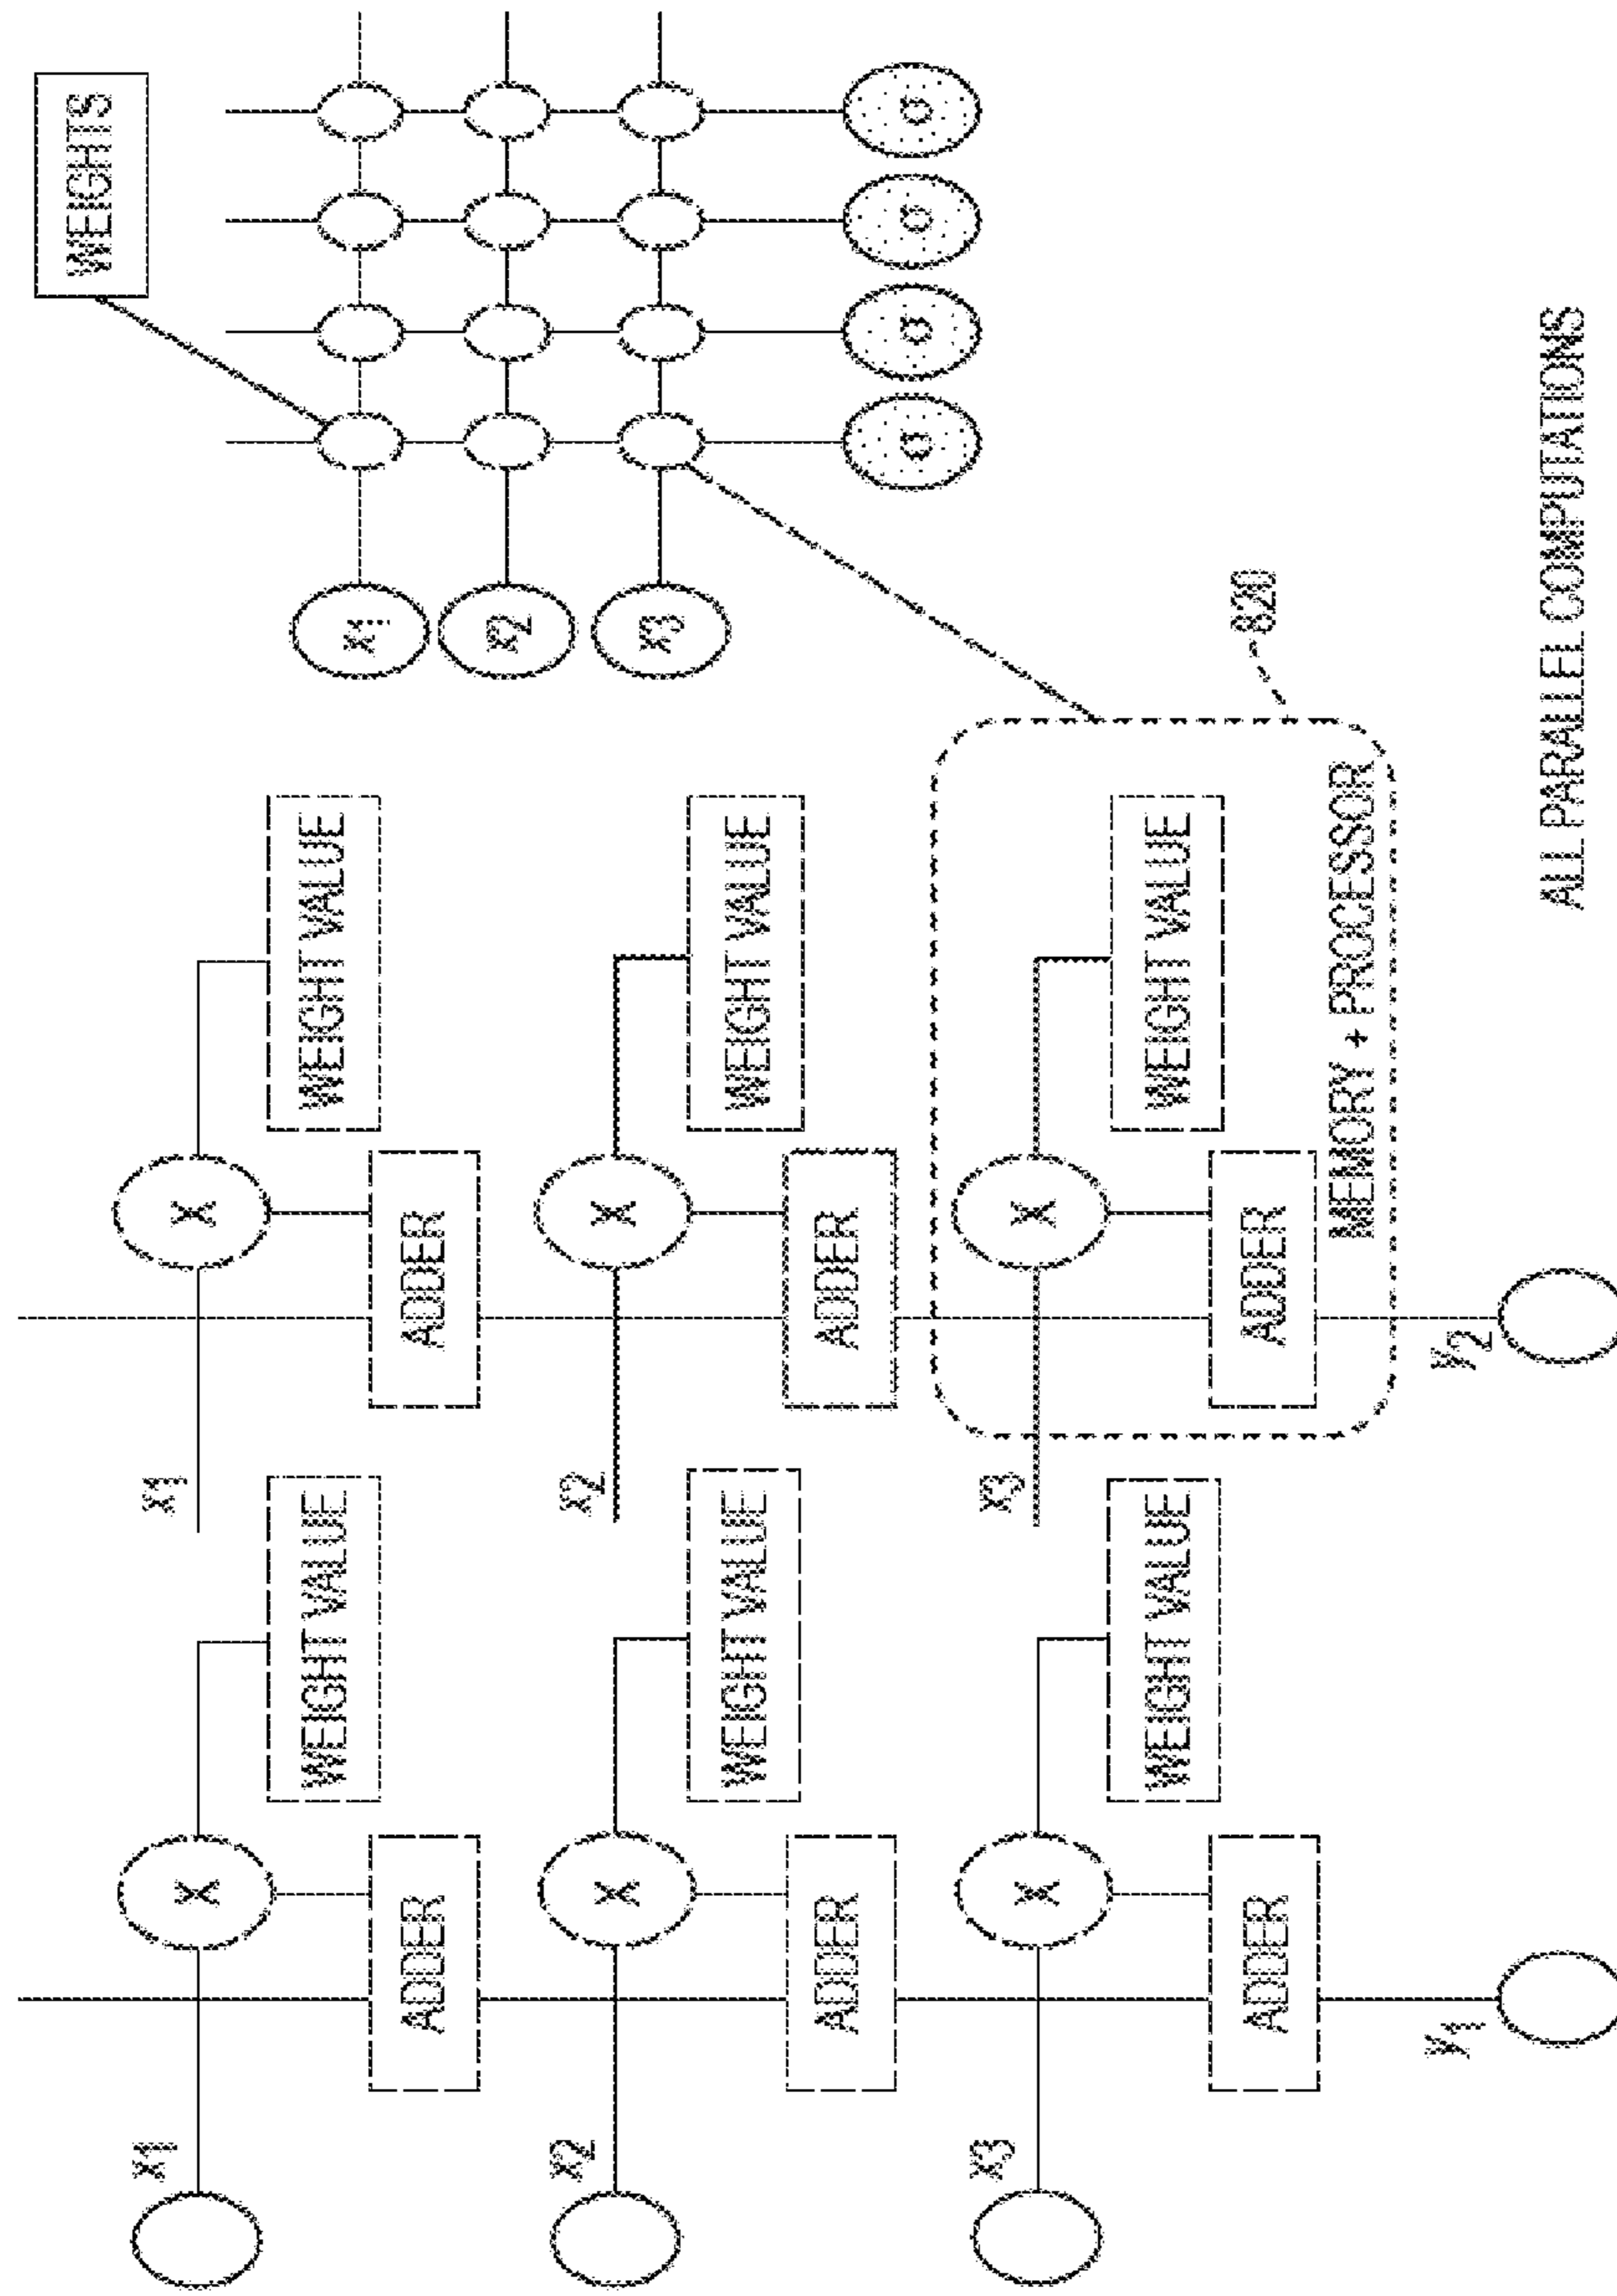 WEIGHTS
x1 x1
X X
WEIGHT VALUE WEIGHT VALUE
x1
ADDER ADDER
x2
x2 x2
X X
x3
WEIGHT VALUE WEIGHT VALUE
ADDER ADDER
σ σ σ σ
x3 x3
X X
WEIGHT VALUE WEIGHT VALUE
ADDER ADDER
820
MEMORY + PROCESSOR
y1 y2
ALL PARALLEL COMPUTATIONS